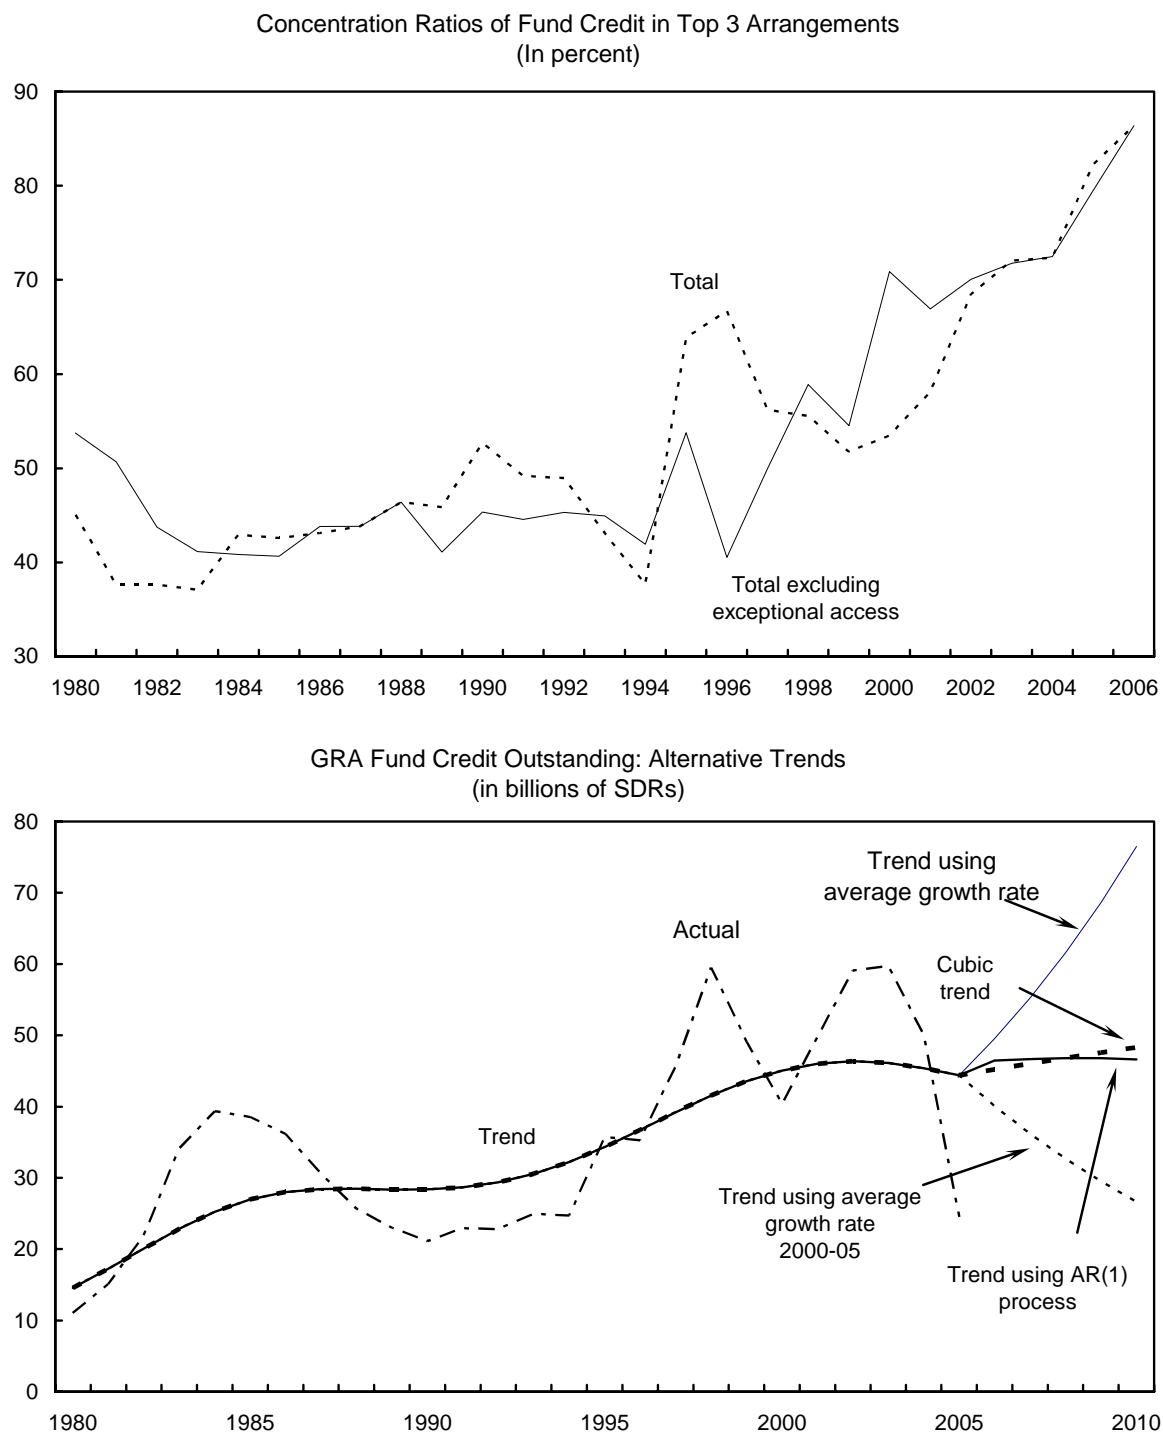 Concentration Ratios of Fund Credit in Top 3 Arrangements
(In percent)
90
80
70
60
50
40
30
Total
Total excluding
exceptional access
1980 1982 1984 1986 1988 1990 1992 1994 1996 1998 2000 2002 2004 2006
GRA Fund Credit Outstanding: Alternative Trends
(in billions of SDRs)
80
70
60
50
40
30
20
10
0
Trend using
average growth rate
Actual
Cubic
trend
Trend
Trend using average
growth rate
2000-05
Trend using AR(1)
process
1980 1985 1990 1995 2000 2005 2010